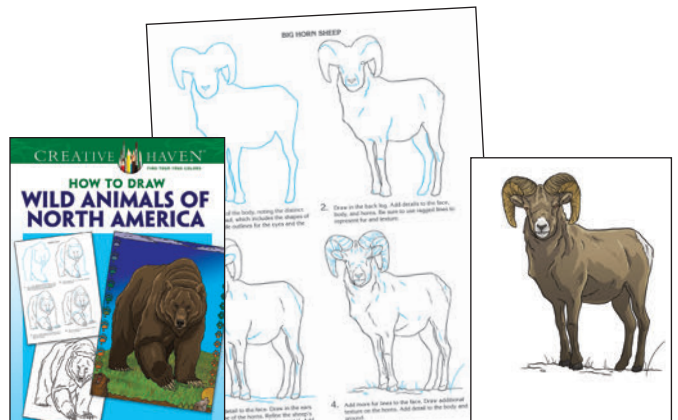 BIG HORN SHEEP
of the body, noting the distinct
, which includes the shapes of
outlines for the eyes and the
2. Draw in the back leg. Add details to the face,
body, and horns. Be sure to use ragged lines to
represent fur and texture.
detail to the face. Draw in the ears
of the horns. Refine the sheep's
4. Add more fur lines to the face. Draw additional
texture on the horns. Add detail to the body and
ground.
CREATIVE HAVEN
FIND YOUR TRUE COLORS
HOW TO DRAW
WILD ANIMALS OF
NORTH AMERICA